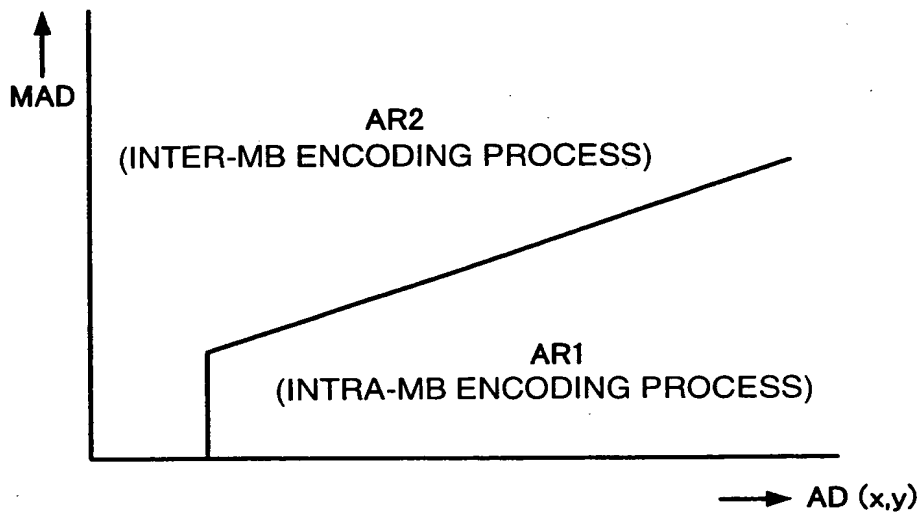 MAD
AR2
(INTER-MB ENCODING PROCESS)
AR1
(INTRA-MB ENCODING PROCESS)
AD (x,y)